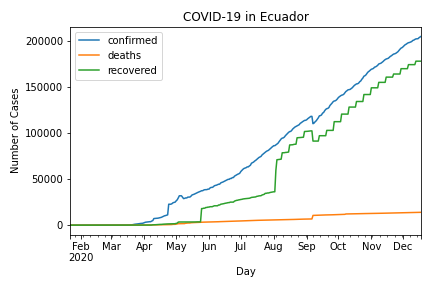 COVID-19 in Ecuador
confirmed
deaths
recovered
Number of Cases
200000
150000
100000
50000
0
Feb Mar Apr May Jun Jul Aug Sep Oct Nov Dec
2020
Day